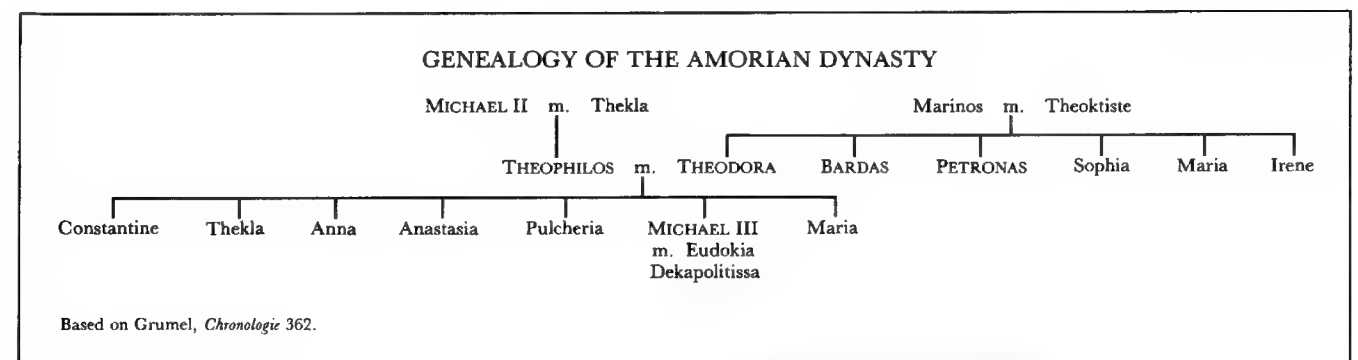 GENEALOGY OF THE AMORIAN DYNASTY
MICHAEL II m. Thekla Marinos m. Theoktiste
THEOPHILOS m. THEODORA BARDAS PETRONAS Sophia Maria Irene
Constantine Thekla Anna Anastasia Pulcheria MICHAEL III Maria
m. Eudokia
Dekapolitissa
Based on Grumel, Chronologie 362.